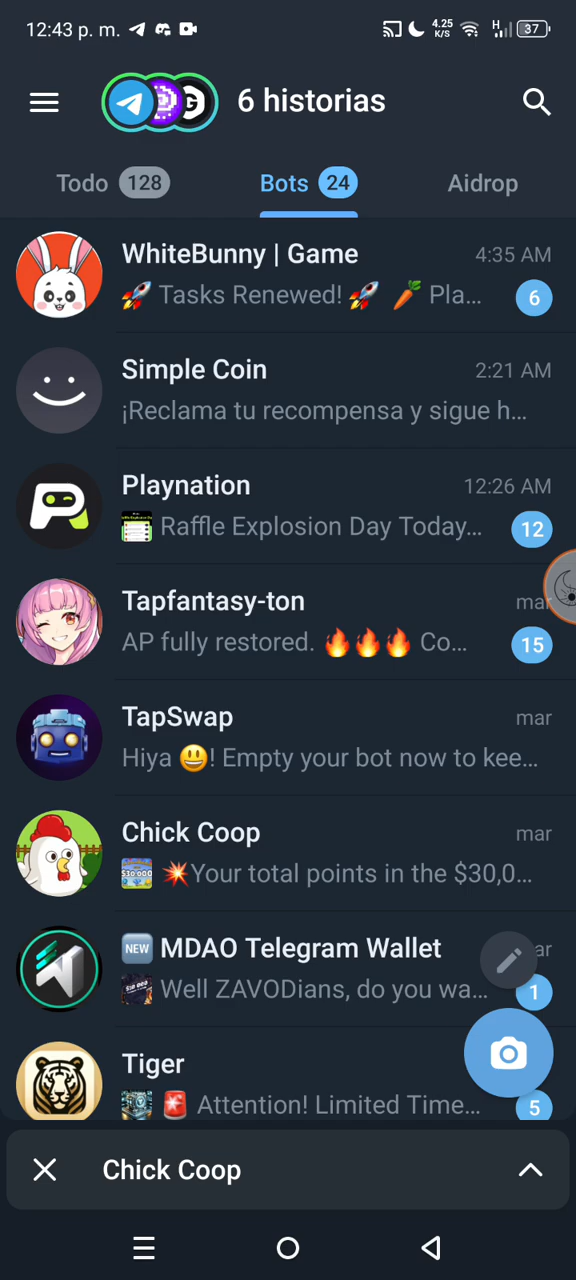 12:43 p. m.
4.25
K/S
H
37
6 historias
Todo 128
Bots 24
Aidrop
WhiteBunny | Game
4:35 AM
🚀 Tasks Renewed! 🚀 🥕 Pla...
6
Simple Coin
2:21 AM
¡Reclama tu recompensa y sigue h...
Playnation
12:26 AM
Raffle Explosion Day Today...
12
Tapfantasy-ton
mar
AP fully restored. 🔥🔥🔥 Co...
15
TapSwap
mar
Hiya 😃! Empty your bot now to kee...
Chick Coop
mar
💥Your total points in the $30,0...
🆕 MDAO Telegram Wallet
ar
Well ZAVODians, do you wa...
1
Tiger
🚨 Attention! Limited Time...
5
Chick Coop